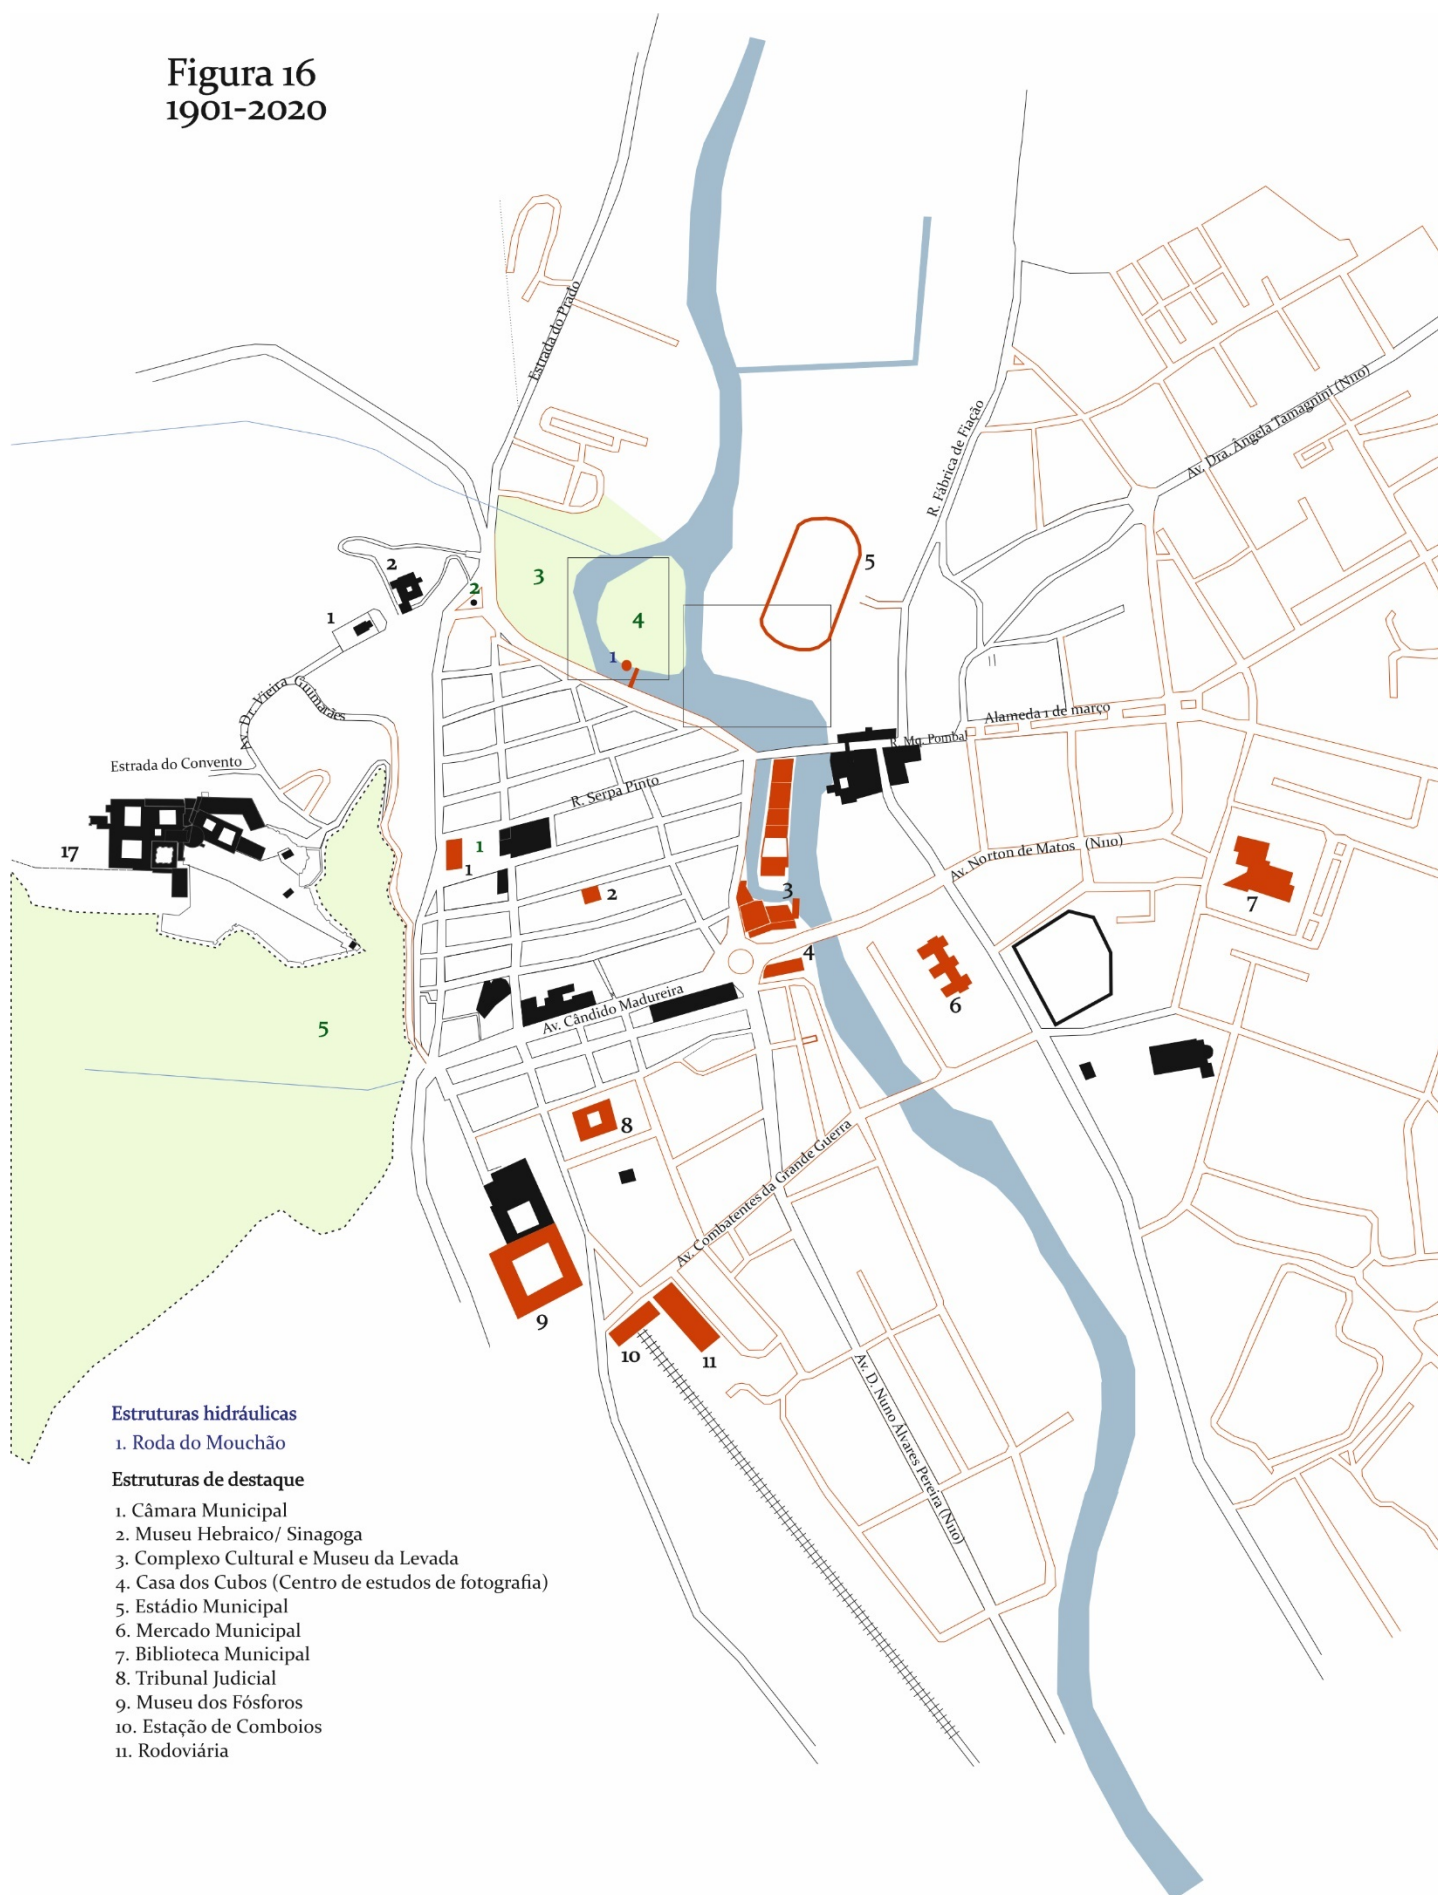 Figura 16
1901-2020
Estrada do Prado
R. Fábrica de Fiação
Av. Dra. Ângela Tamagnini (N110)
2
3
2
5
1
4
1
Av. Dr. Vieira Guimarães
Alameda 1 de março
R. Mq. Pombal
Estrada do Convento
R. Serpa Pinto
17
1
1
Av. Norton de Matos (N110)
2
3
7
4
6
Av. Cândido Madureira
5
8
Av. Combatentes da Grande Guerra
9
10
11
Av. D. Nuno Álvares Pereira (N110)
Estruturas hidráulicas
1. Roda do Mouchão
Estruturas de destaque
1. Câmara Municipal
2. Museu Hebraico/ Sinagoga
3. Complexo Cultural e Museu da Levada
4. Casa dos Cubos (Centro de estudos de fotografia)
5. Estádio Municipal
6. Mercado Municipal
7. Biblioteca Municipal
8. Tribunal Judicial
9. Museu dos Fósforos
10. Estação de Comboios
11. Rodoviária